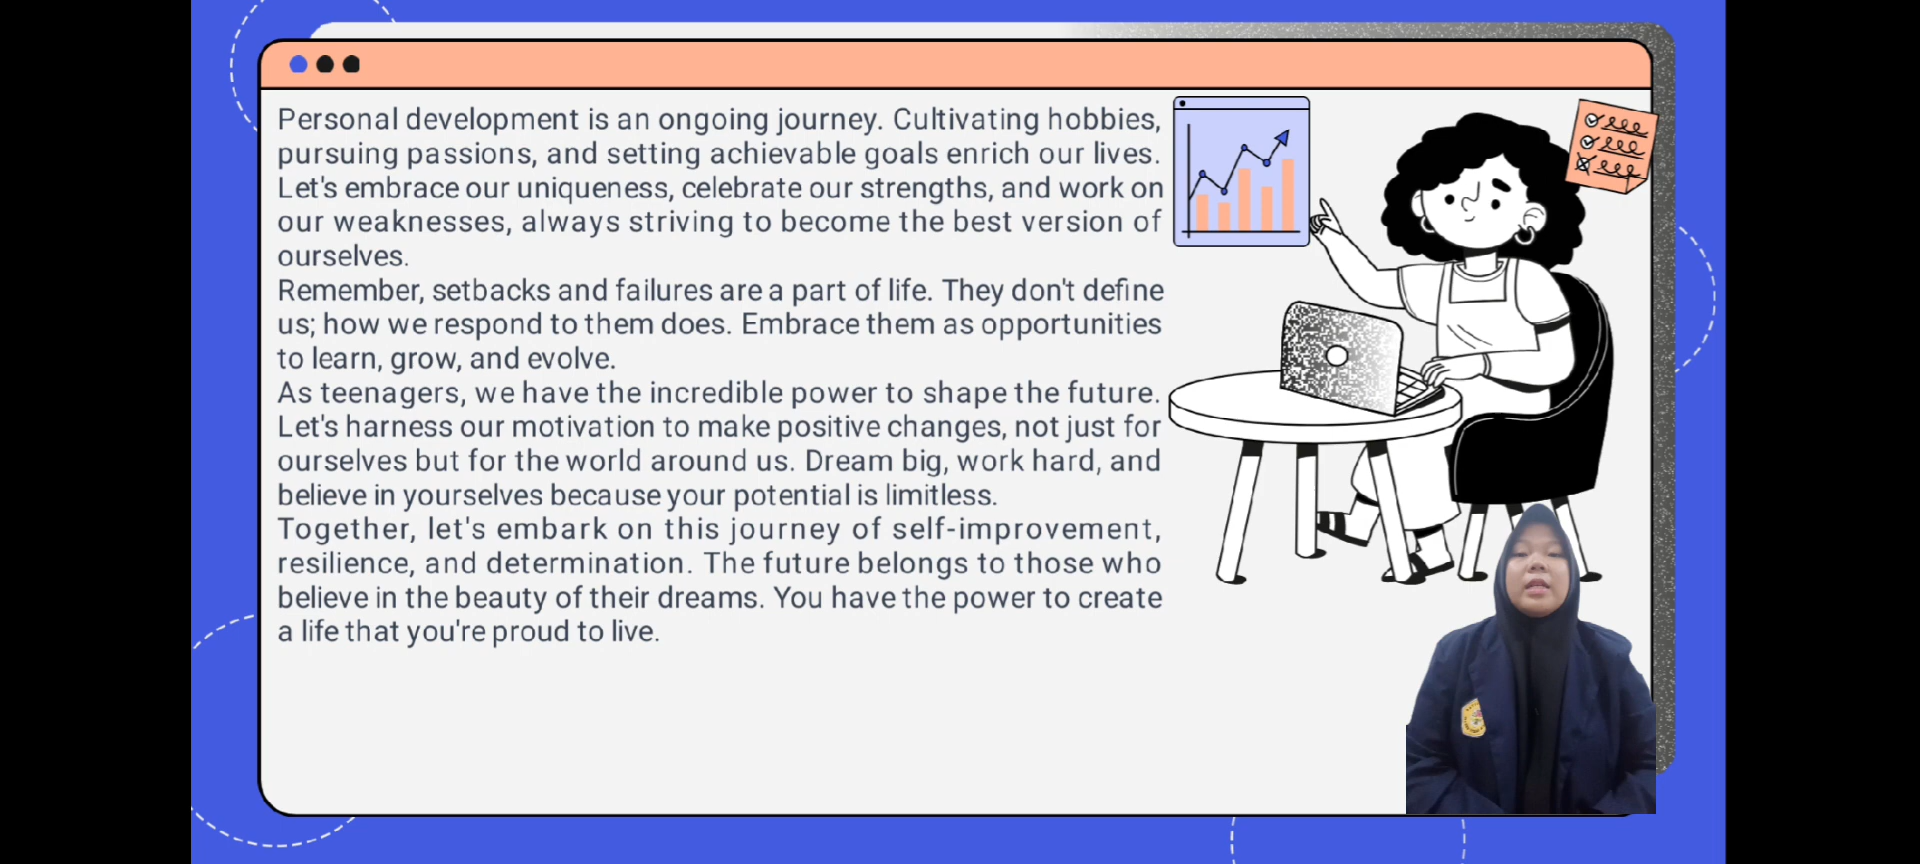 Personal development is an ongoing journey. Cultivating hobbies,
pursuing passions, and setting achievable goals enrich our lives.
Let's embrace our uniqueness, celebrate our strengths, and work on
our weaknesses, always striving to become the best version of
ourselves.
Remember, setbacks and failures are a part of life. They don't define
us; how we respond to them does. Embrace them as opportunities
to learn, grow, and evolve.
As teenagers, we have the incredible power to shape the future.
Let's harness our motivation to make positive changes, not just for
ourselves but for the world around us. Dream big, work hard, and
believe in yourselves because your potential is limitless.
Together, let's embark on this journey of self-improvement,
resilience, and determination. The future belongs to those who
believe in the beauty of their dreams. You have the power to create
a life that you're proud to live.